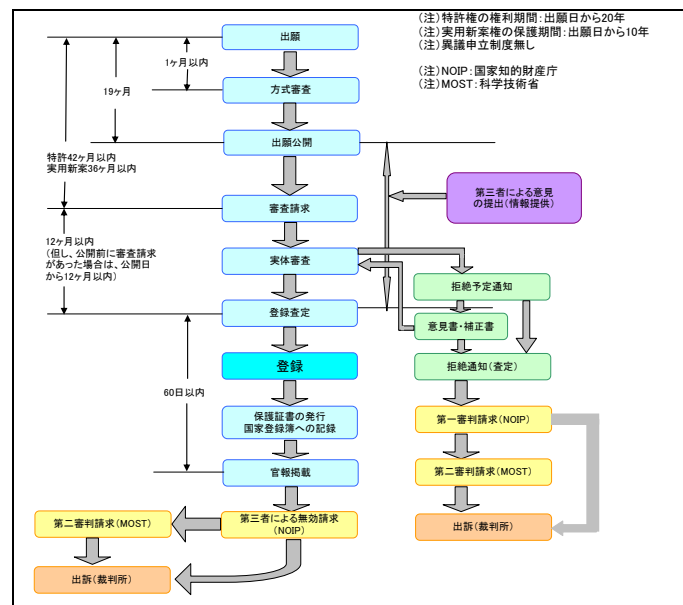 (注)特許権の権利期間:出願日から20年
(注)実用新案権の保護期間:出願日から10年
(注)異議申立制度無し
(注)NOIP:国家知的財産庁
(注)MOST:科学技術省
出願
1ヶ月以内
19ヶ月
方式審査
出願公開
特許42ヶ月以内
実用新案36ヶ月以内
第三者による意見
の提出(情報提供)
審査請求
12ヶ月以内
(但し、公開前に審査請求
があった場合は、公開日
から12ヶ月以内)
実体審査
拒絶予定通知
登録査定
意見書・補正書
登録
拒絶通知(査定)
60日以内
保護証書の発行
国家登録簿への記録
第一審判請求(NOIP)
官報掲載
第二審判請求(MOST)
第二審判請求(MOST)
第三者による無効請求
(NOIP)
出訴(裁判所)
出訴(裁判所)